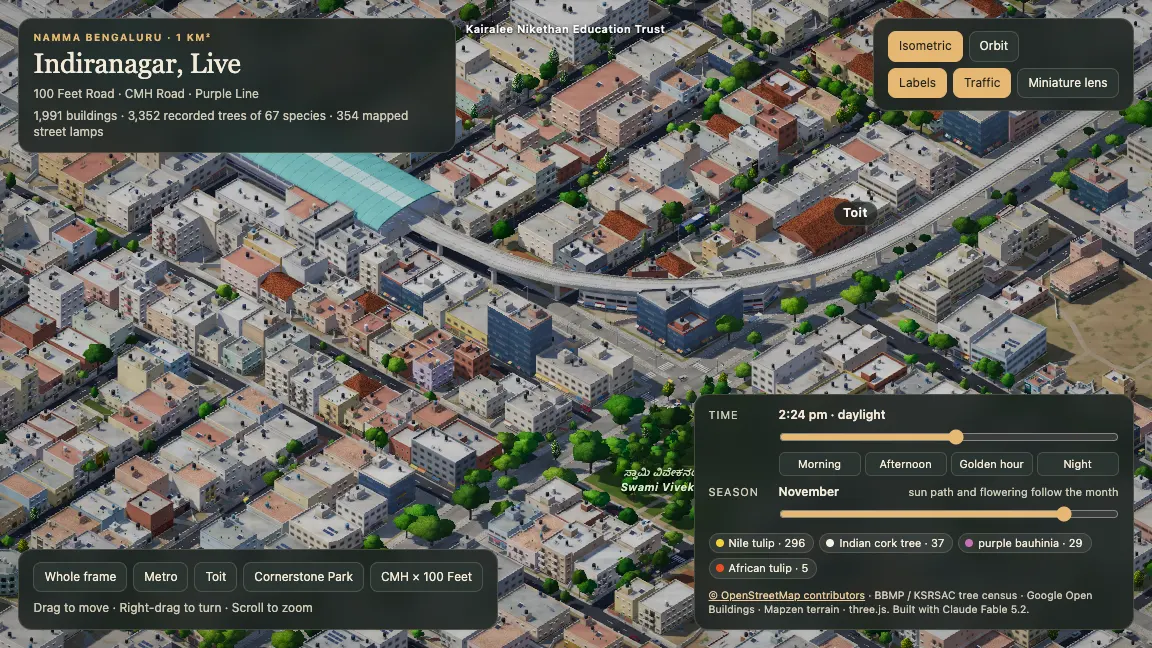 NAMMA BENGALURU · 1 KM²
Indiranagar, Live
100 Feet Road · CMH Road · Purple Line
1,991 buildings · 3,352 recorded trees of 67 species · 354 mapped
street lamps
Kairalee Nikethan Education Trust
Isometric
Orbit
Labels
Traffic
Miniature lens
Toit
ಸ್ವಾಮಿ
Swami Vivek
TIME
2:24 pm · daylight
Morning
Afternoon
Golden hour
Night
SEASON
November
sun path and flowering follow the month
Nile tulip · 296
Indian cork tree · 37
purple bauhinia · 29
African tulip · 5
© OpenStreetMap contributors · BBMP / KSRSAC tree census · Google Open
Buildings · Mapzen terrain · three.js. Built with Claude Fable 5.2.
Whole frame
Metro
Toit
Cornerstone Park
CMH × 100 Feet
Drag to move · Right-drag to turn · Scroll to zoom